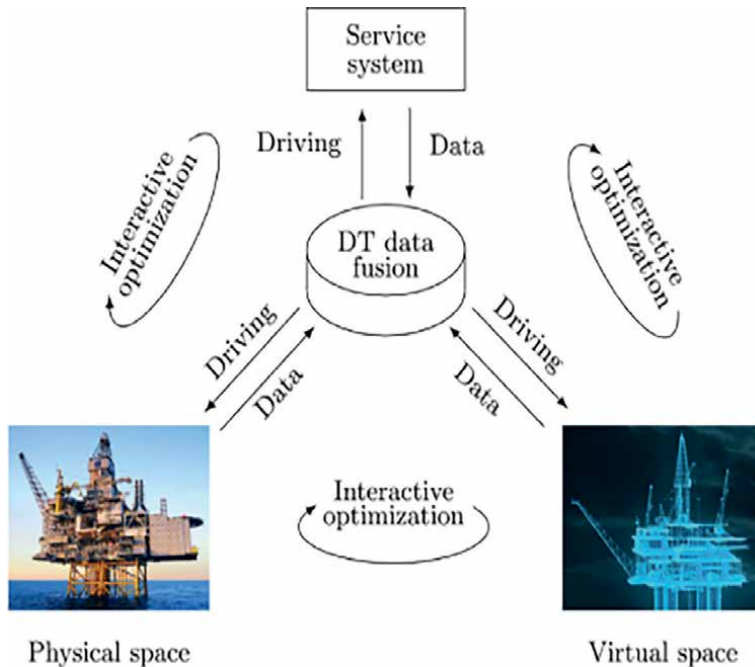 Service
system
Driving
Data
Interactive
optimization
Interactive
optimization
DT data
fusion
Driving
Data
Driving
Data
Interactive
optimization
Physical space
Virtual space